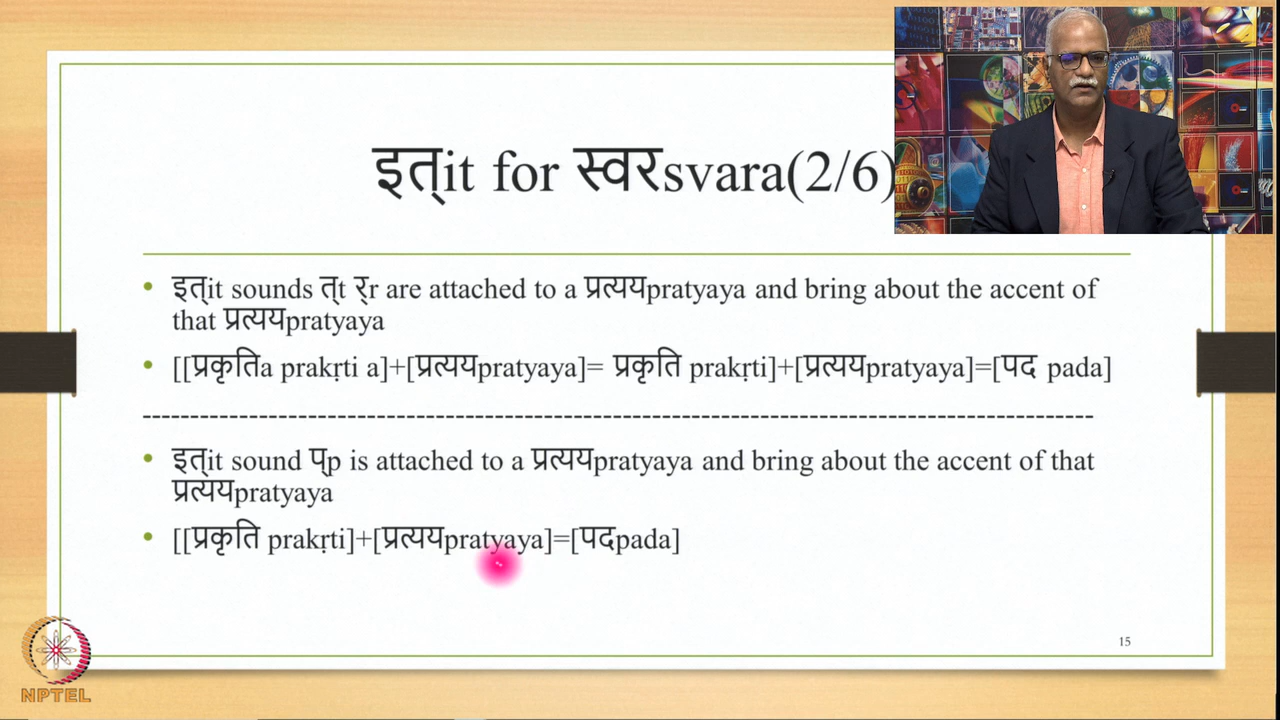 इत्it for स्वरsvara(2/6)
• इत्it sounds त्t र्r are attached to a प्रत्ययpratyaya and bring about the accent of
that प्रत्ययpratyaya
• [[प्रकृतिa prakṛti a]+[प्रत्ययpratyaya]= प्रकृति prakṛti]+[प्रत्ययpratyaya]=[पद pada]
--------------------------------------------------------------------------------------------
• इत्it sound प्p is attached to a प्रत्ययpratyaya and bring about the accent of that
प्रत्ययpratyaya
• [[प्रकृति prakṛti]+[प्रत्ययpratyaya]=[पदpada]
15
NPTEL